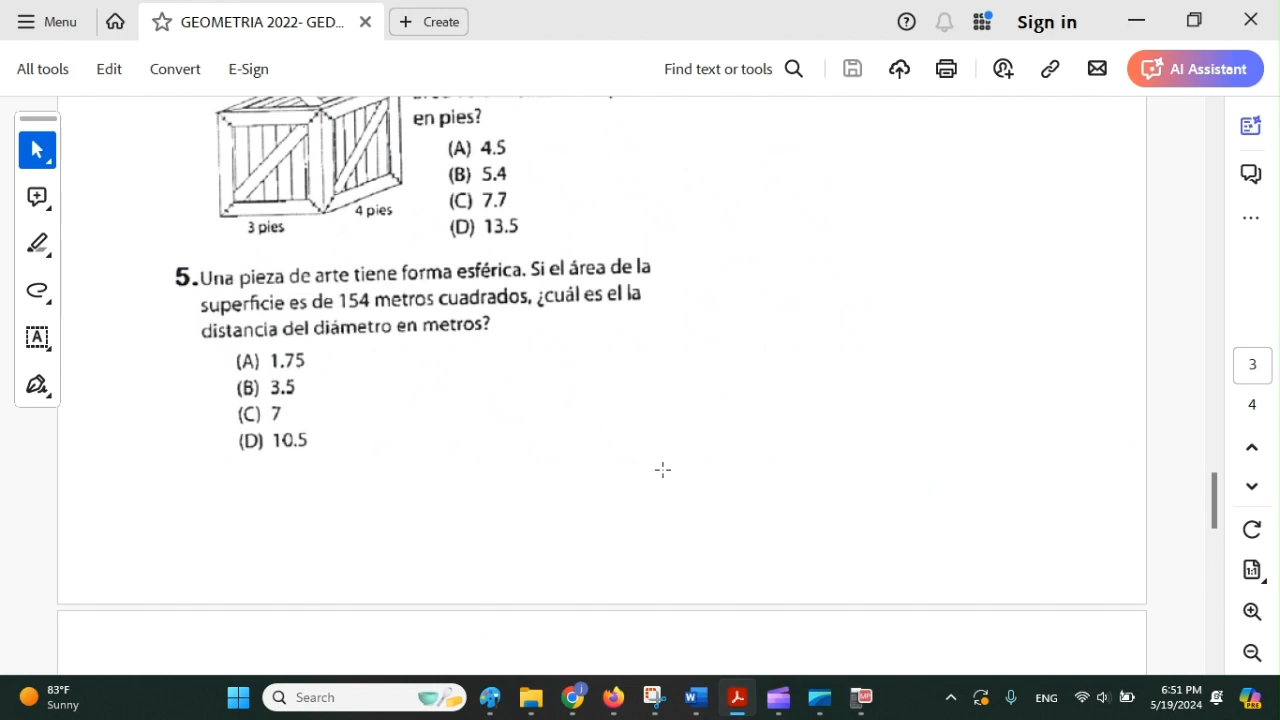 Menu
GEOMETRIA 2022- GED...
Create
Sign in
All tools
Edit
Convert
E-Sign
Find text or tools
AI Assistant
en pies?
(A) 4.5
(B) 5.4
(C) 7.7
(D) 13.5
4 pies
3 pies
5. Una pieza de arte tiene forma esférica. Si el área de la
superficie es de 154 metros cuadrados, ¿cuál es el la
distancia del diámetro en metros?
(A) 1.75
(B) 3.5
(C) 7
(D) 10.5
3
4
83°F
Sunny
Search
ENG
6:51 PM
5/19/2024